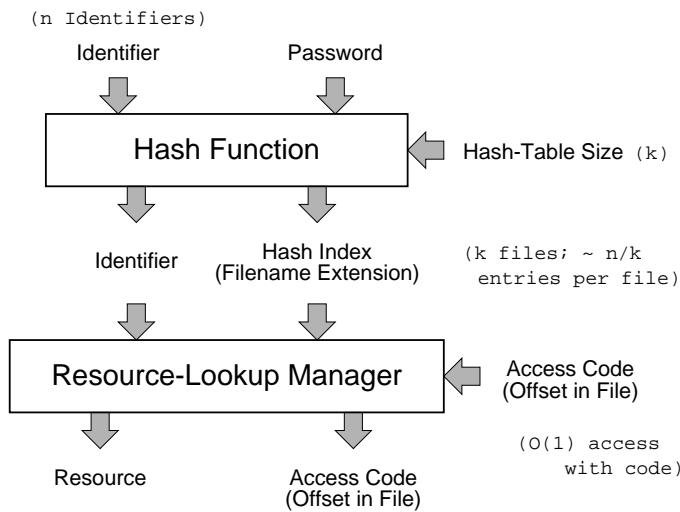 (n Identifiers)
Identifier
Password
Hash Function
Hash-Table Size (k)
Identifier
Hash Index
(Filename Extension)
(k files; ~ n/k
entries per file)
Resource-Lookup Manager
Access Code
(Offset in File)
Resource
Access Code
(Offset in File)
(O(1) access
with code)